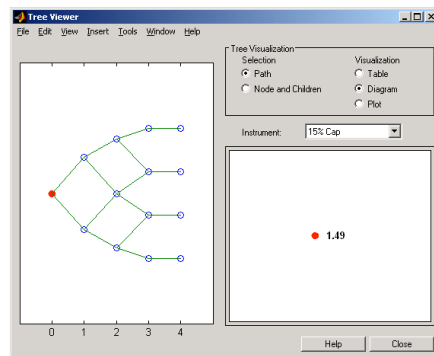 Tree Viewer
File Edit View Insert Tools Window Help
Tree Visualization
Selection Visualization
Path Table
Node and Children Diagram
Plot
Instrument: 15% Cap
1.49
0 1 2 3 4
Help Close